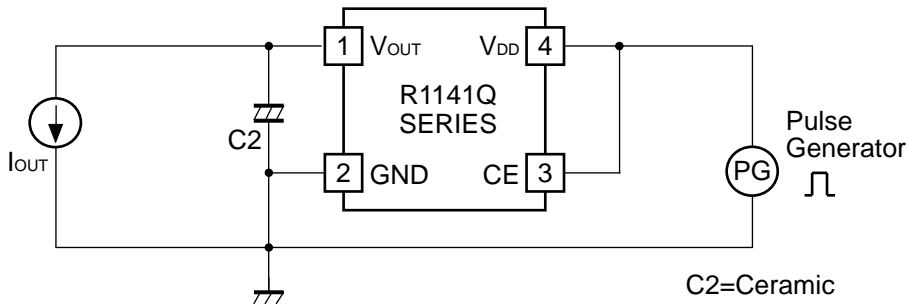 1 VOUT
VDD 4
R1141Q
SERIES
IOUT
C2
2 GND
CE 3
PG
Pulse
Generator
C2=Ceramic